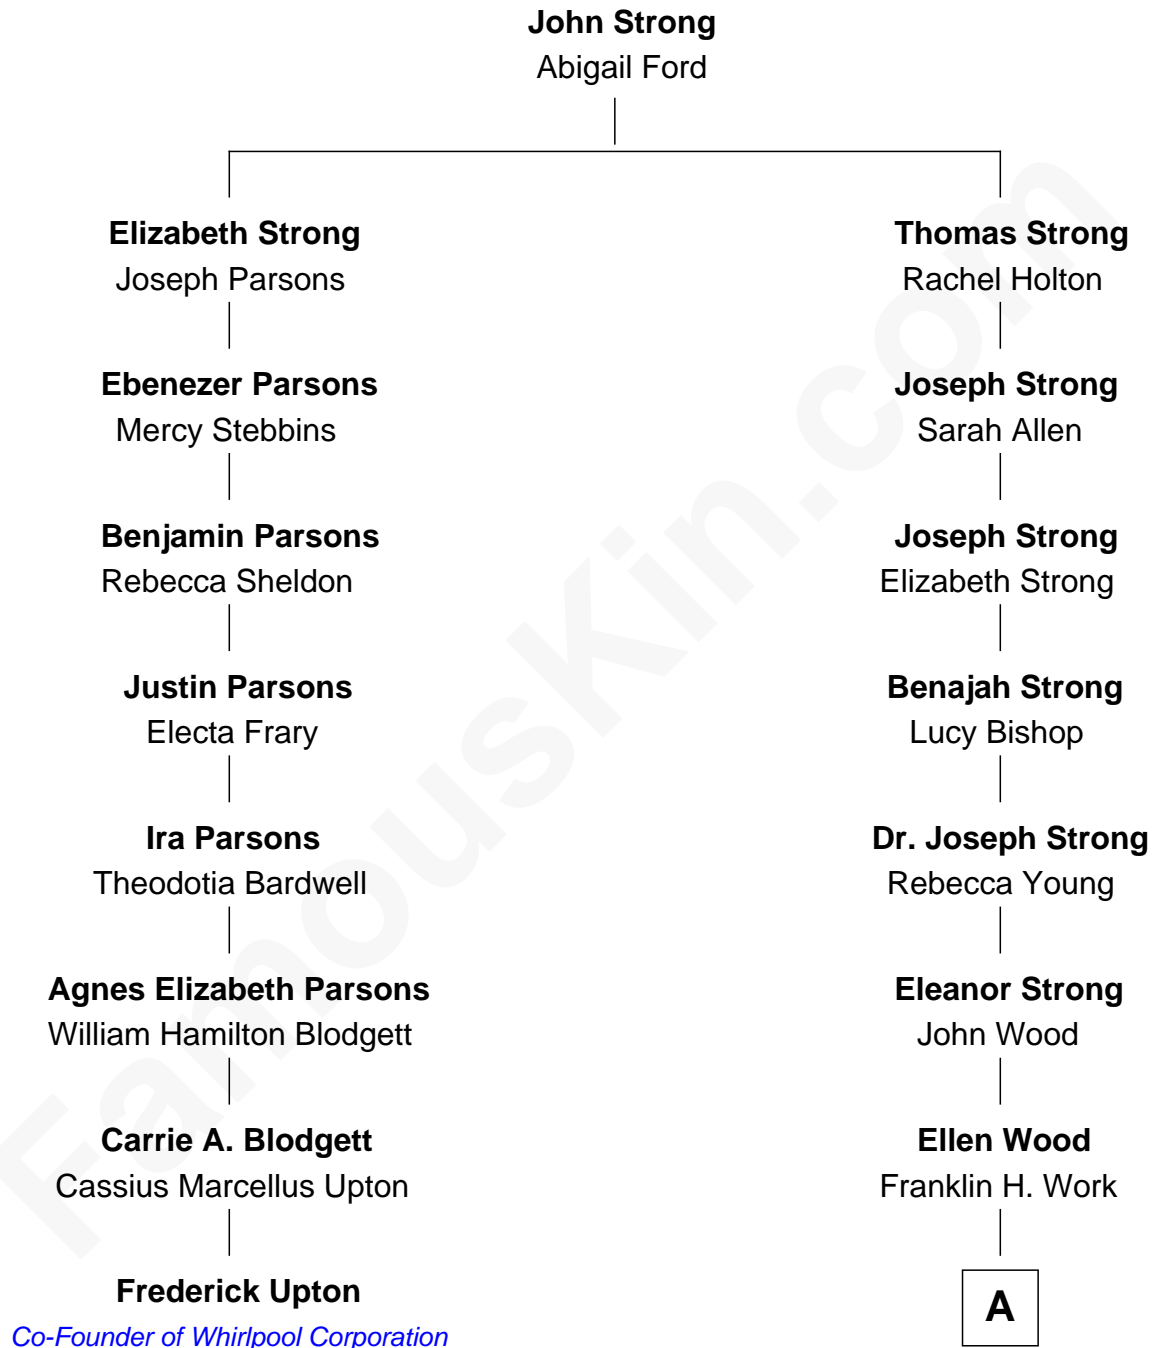 John Strong
Abigail Ford
Elizabeth Strong
Joseph Parsons
Thomas Strong
Rachel Holton
Ebenezer Parsons
Mercy Stebbins
Joseph Strong
Sarah Allen
Benjamin Parsons
Rebecca Sheldon
Joseph Strong
Elizabeth Strong
Justin Parsons
Electa Frary
Benajah Strong
Lucy Bishop
Ira Parsons
Theodotia Bardwell
Dr. Joseph Strong
Rebecca Young
Agnes Elizabeth Parsons
William Hamilton Blodgett
Eleanor Strong
John Wood
Carrie A. Blodgett
Cassius Marcellus Upton
Ellen Wood
Franklin H. Work
Frederick Upton
Co-Founder of Whirlpool Corporation
A
FamousKin.com